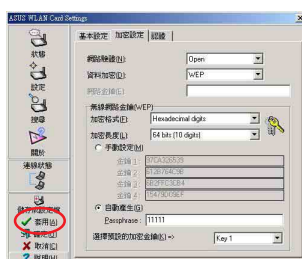 ASUS WLAN Card Settings
基本設定 加密設定 認證
狀態
設定
搜尋
關於
連線狀態
套用(A)
取消(C)
說明(H)
網路驗證(N): Open
資料加密(D): WEP
網路金鑰(E)
無線網路金鑰(WEP)
加密格式(F): Hexadecimal digits
加密長度(L): 64 bits (10 digits)
手動設定(M)
金鑰 1:
金鑰 2:
金鑰 3:
金鑰 4:
自動產生(G)
Passphrase: 11111
選擇預設的加密金鑰(K) => Key 1